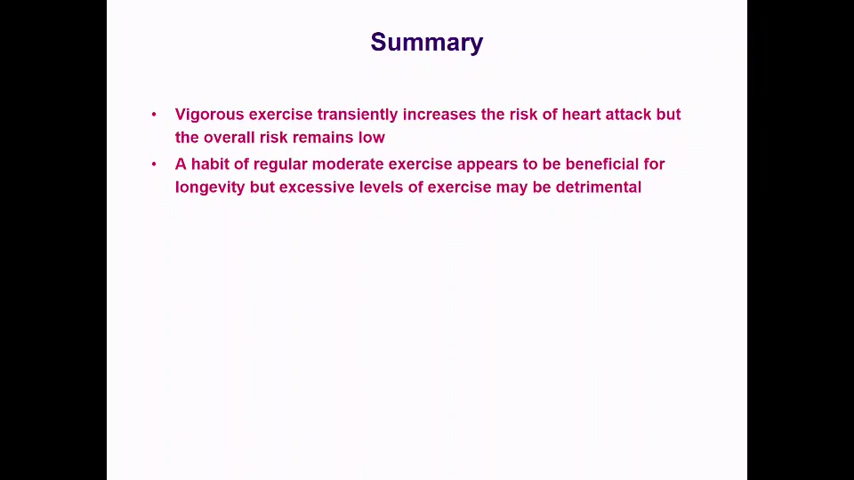 Summary
• Vigorous exercise transiently increases the risk of heart attack but
the overall risk remains low
• A habit of regular moderate exercise appears to be beneficial for
longevity but excessive levels of exercise may be detrimental